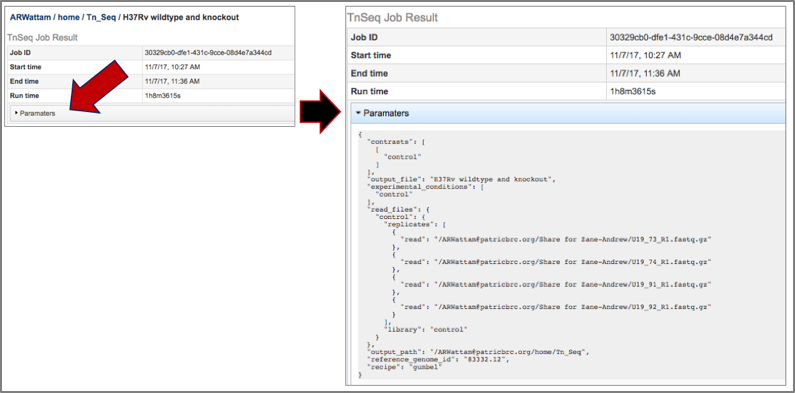 ARWattam / home / Tn_Seq / H37Rv wildtype and knockout
TnSeq Job Result
Job ID 30329cb0-dfe1-431c-9cce-08d4e7a344cd
Start time 11/7/17, 10:27 AM
End time 11/7/17, 11:36 AM
Run time 1h8m3615s
Paramaters
TnSeq Job Result
Job ID 30329cb0-dfe1-431c-9cce-08d4e7a344cd
Start time 11/7/17, 10:27 AM
End time 11/7/17, 11:36 AM
Run time 1h8m3615s
Paramaters
{
"contrasts": [
[
"control"
]
],
"output_file": "H37Rv wildtype and knockout",
"experimental_conditions": [
"control"
],
"read_files": {
"control": {
"replicates": [
{
"read": "/ARWattam@patricbrc.org/Share for Zane-Andrew/U19_73_R1.fastq.gz"
},
{
"read": "/ARWattam@patricbrc.org/Share for Zane-Andrew/U19_74_R1.fastq.gz"
},
{
"read": "/ARWattam@patricbrc.org/Share for Zane-Andrew/U19_91_R1.fastq.gz"
},
{
"read": "/ARWattam@patricbrc.org/Share for Zane-Andrew/U19_92_R1.fastq.gz"
}
],
"library": "control"
}
},
"output_path": "/ARWattam@patricbrc.org/home/Tn_Seq",
"reference_genome_id": "83332.12",
"recipe": "gumbel"
}